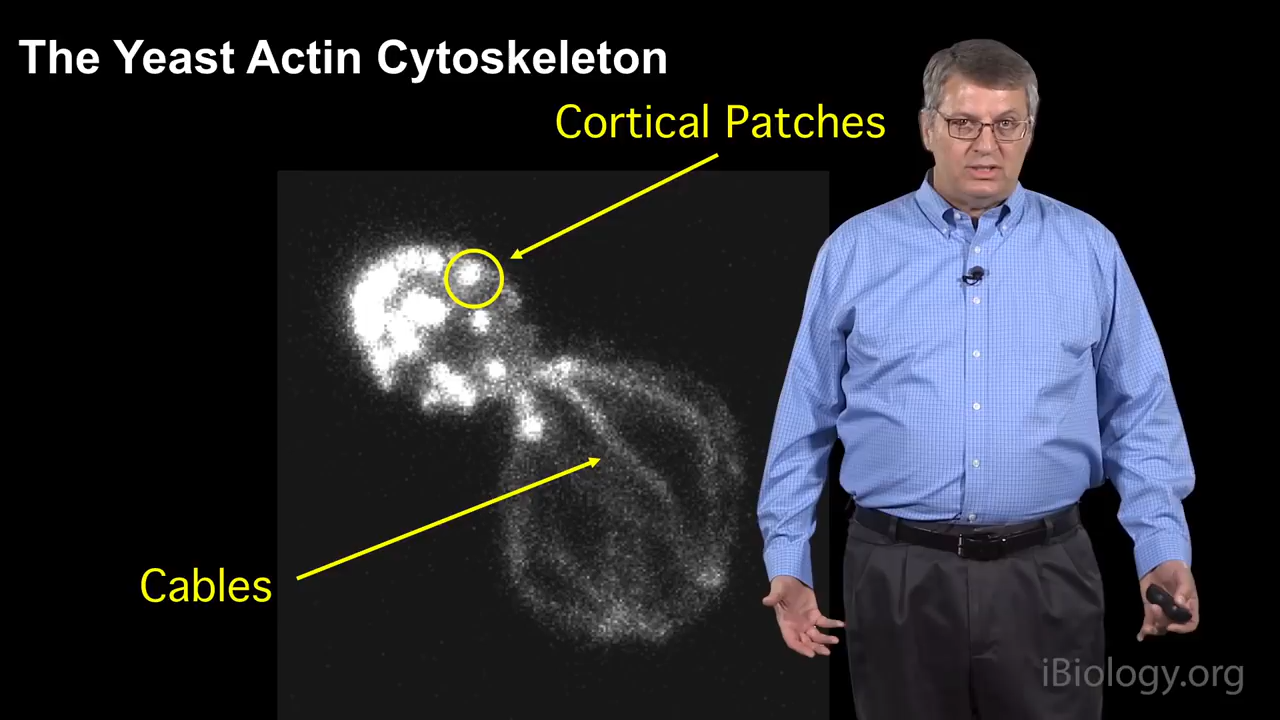 The Yeast Actin Cytoskeleton
Cortical Patches
Cables
iBiology.org